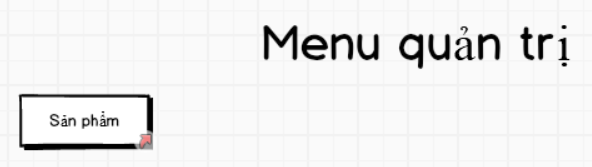 Menu quản trị
Sản phẩm